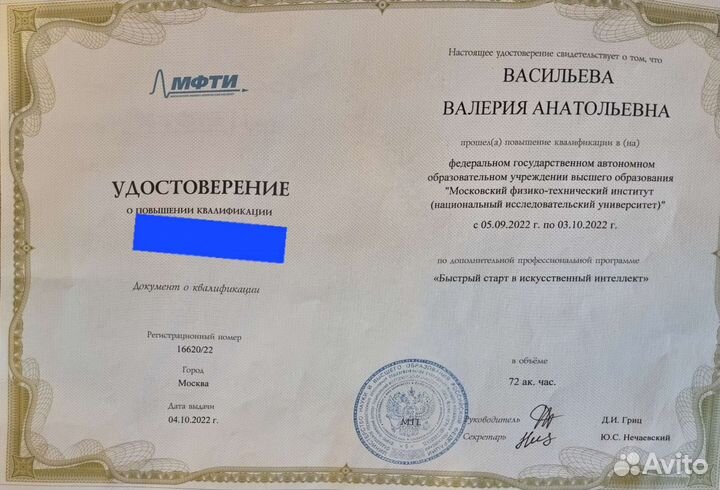 МФТИ
УДОСТОВЕРЕНИЕ
О ПОВЫШЕНИИ КВАЛИФИКАЦИИ
Документ о квалификации
Регистрационный номер
16620/22
Город
Москва
Дата выдачи
04.10.2022 г.
Настоящее удостоверение свидетельствует о том, что
ВАСИЛЬЕВА
ВАЛЕРИЯ АНАТОЛЬЕВНА
прошел(а) повышение квалификации в (на)
федеральном государственном автономном
образовательном учреждении высшего образования
"Московский физико-технический институт
(национальный исследовательский университет)"
с 05.09.2022 г. по 03.10.2022 г.
по дополнительной профессиональной программе
«Быстрый старт в искусственный интеллект»
в объёме
72 ак. час.
М.П.
Руководитель
Д.И. Гриц
Секретарь
Ю.С. Нечаевский
Avito